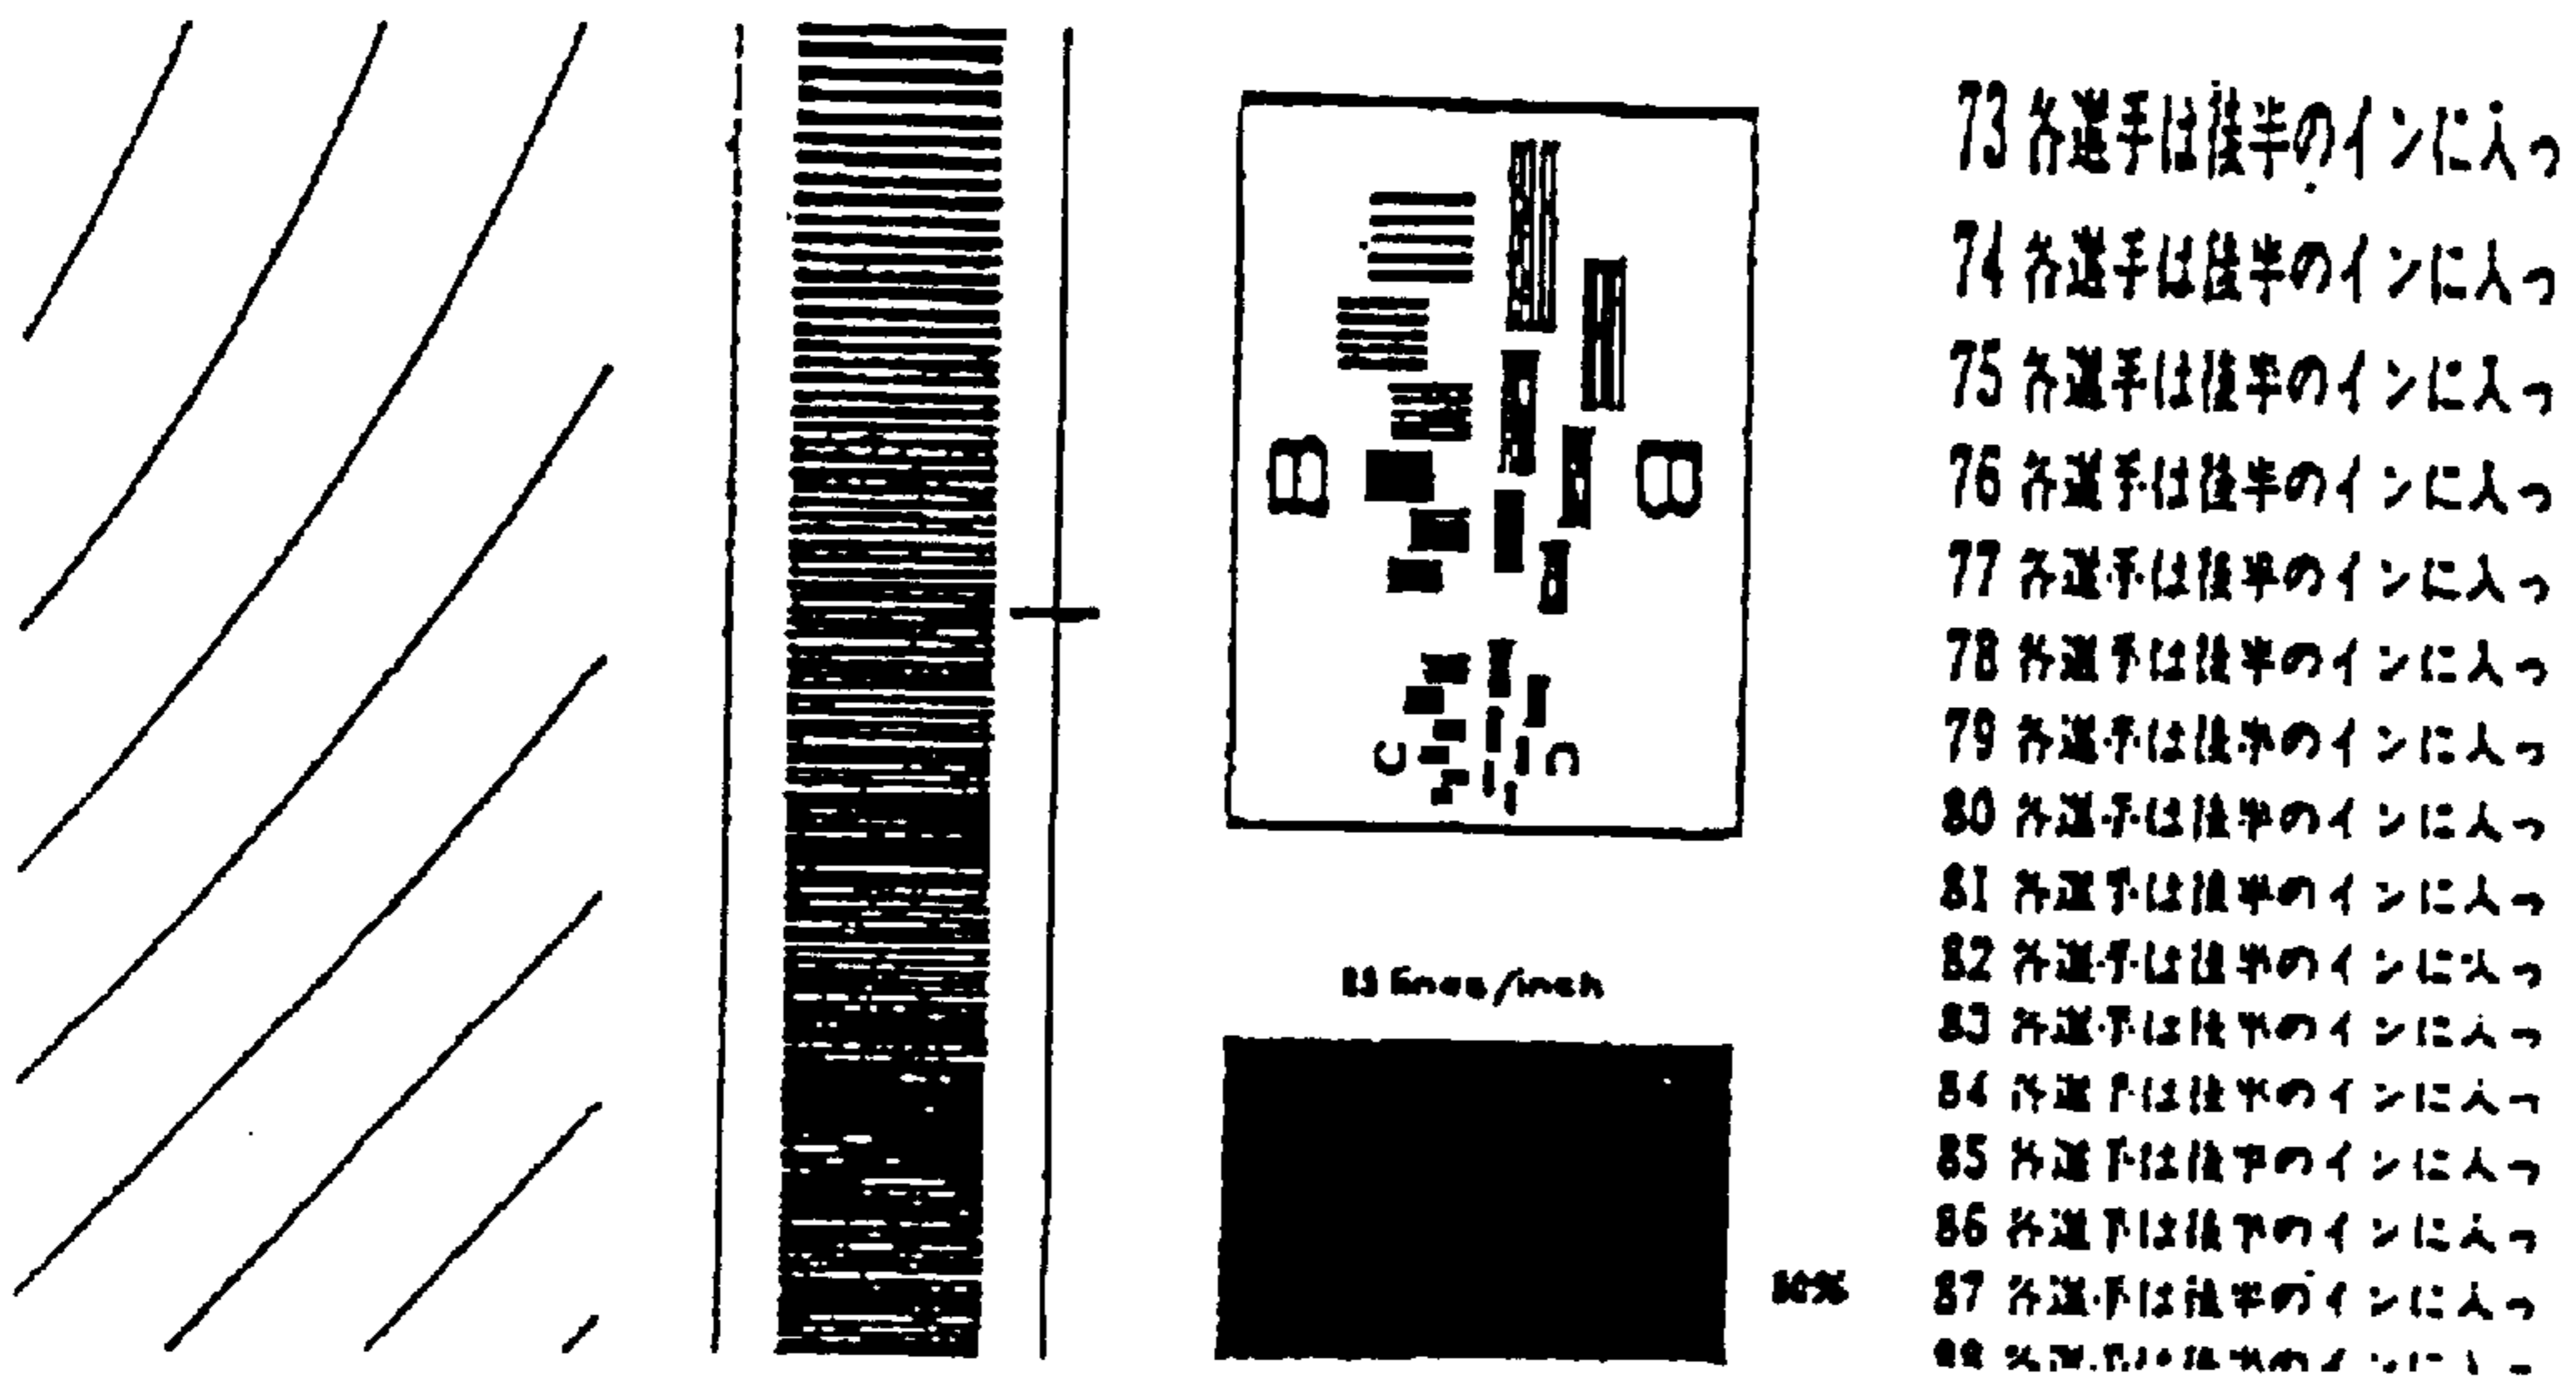 B B
C C
lines/inch
50%
73 各選手は後半のインに入っ
74 各選手は後半のインに入っ
75 各選手は後半のインに入っ
76 各選手は後半のインに入っ
77 各選手は後半のインに入っ
78 各選手は後半のインに入っ
79 各選手は後半のインに入っ
80 各選手は後半のインに入っ
81 各選手は後半のインに入っ
82 各選手は後半のインに入っ
83 各選手は後半のインに入っ
84 各選手は後半のインに入っ
85 各選手は後半のインに入っ
86 各選手は後半のインに入っ
87 各選手は後半のインに入っ